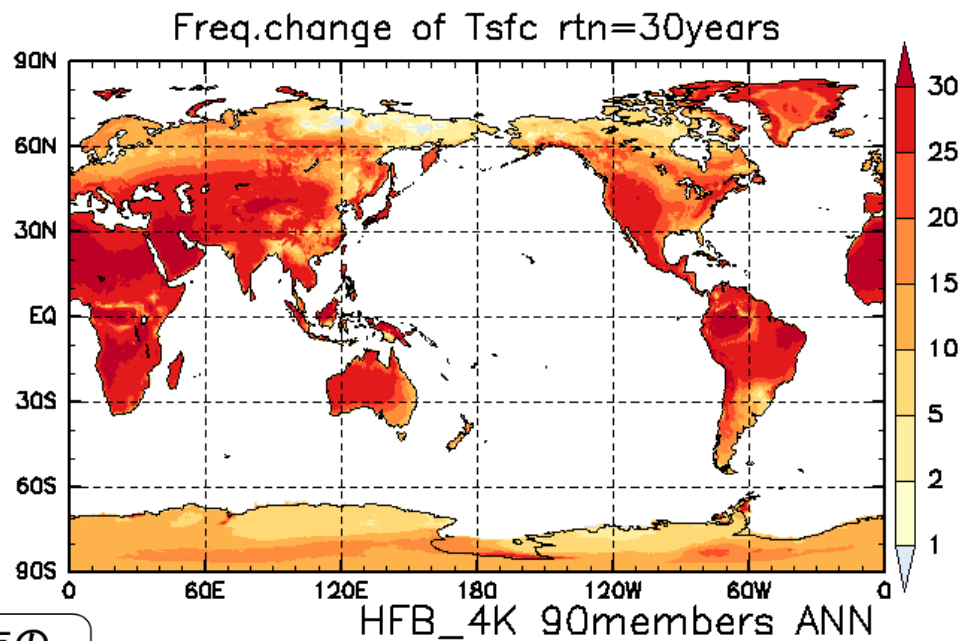 Freq.change of Tsfc rtn=30years
90N
60N
30N
EQ
30S
60S
90S
0 60E 120E 180 120W 60W 0
30
25
20
15
10
5
2
1
HFB_4K 90members ANN